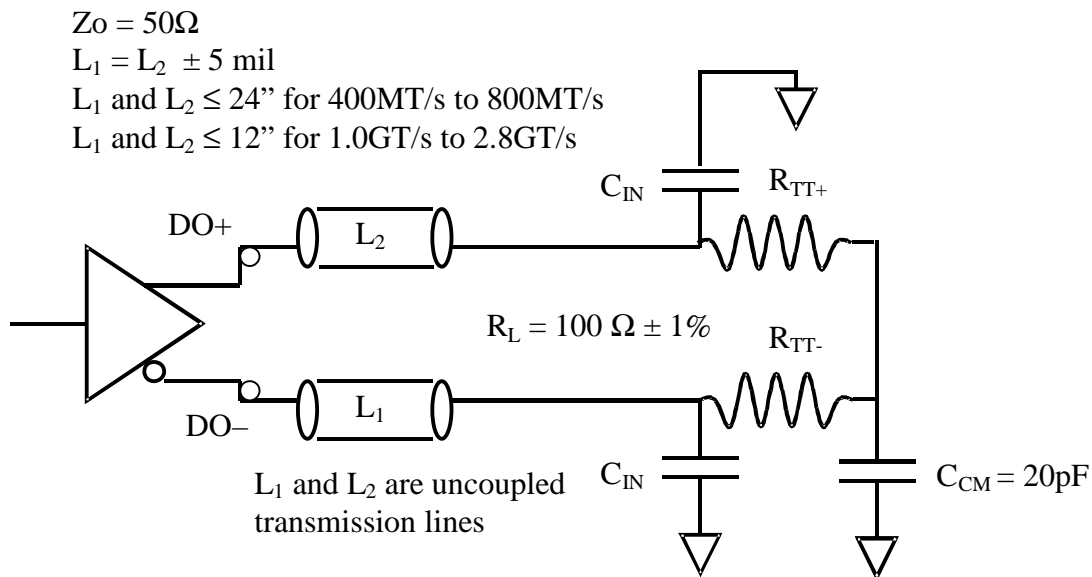 Zo = 50Ω
L₁ = L₂ ± 5 mil
L₁ and L₂ ≤ 24” for 400MT/s to 800MT/s
L₁ and L₂ ≤ 12” for 1.0GT/s to 2.8GT/s
C_IN
R_TT+
DO+
L₂
R_L = 100 Ω ± 1%
R_TT-
L₁
DO–
C_IN
C_CM = 20pF
L₁ and L₂ are uncoupled
transmission lines